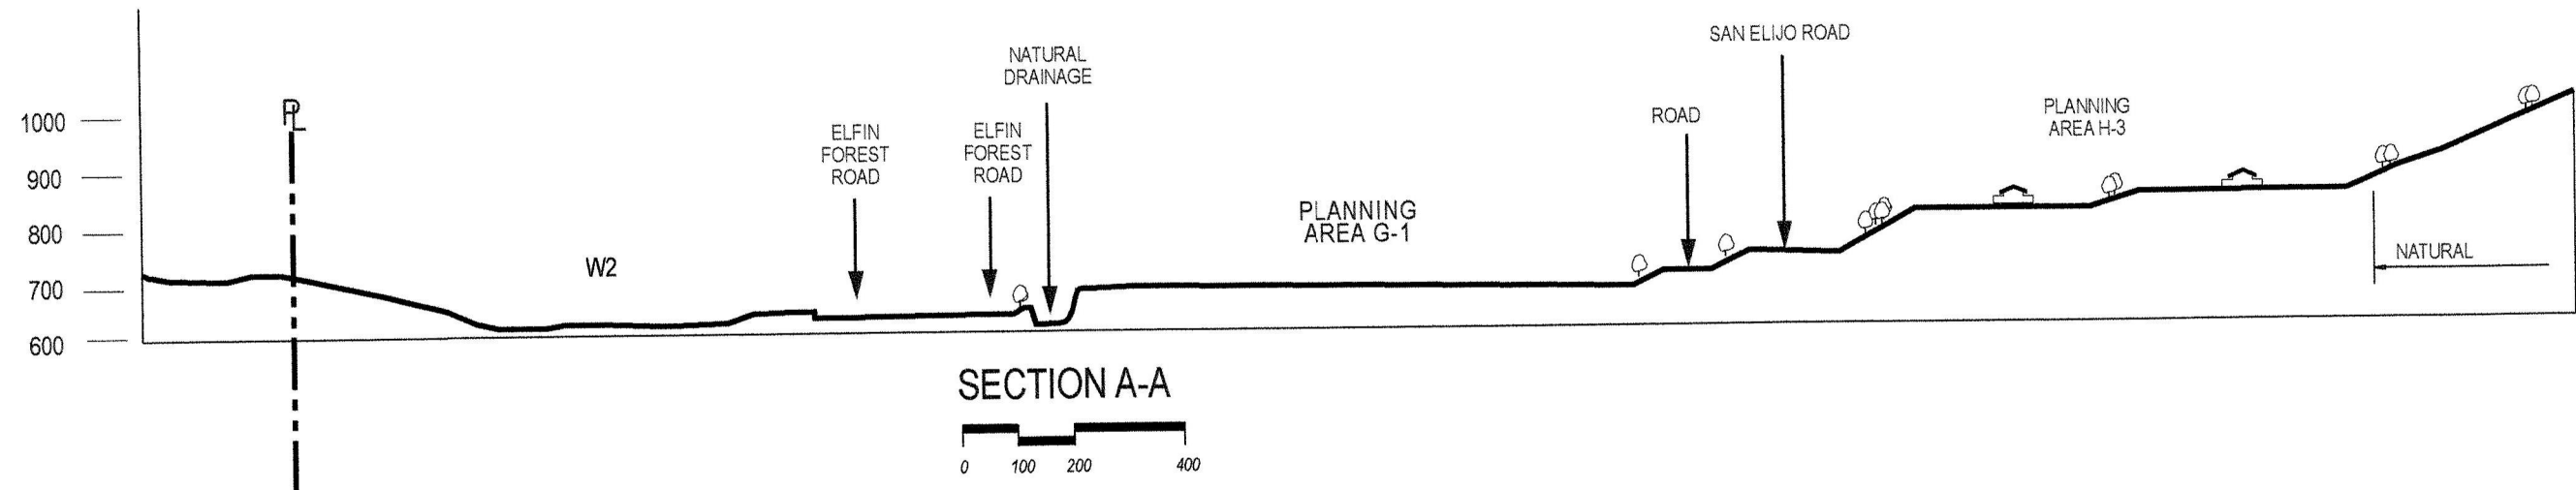 SAN ELIJO ROAD
NATURAL
DRAINAGE
PL
1000
900
800
700
600
ELFIN
FOREST
ROAD
ELFIN
FOREST
ROAD
ROAD
PLANNING
AREA H-3
PLANNING
AREA G-1
W2
NATURAL
SECTION A-A
0 100 200 400